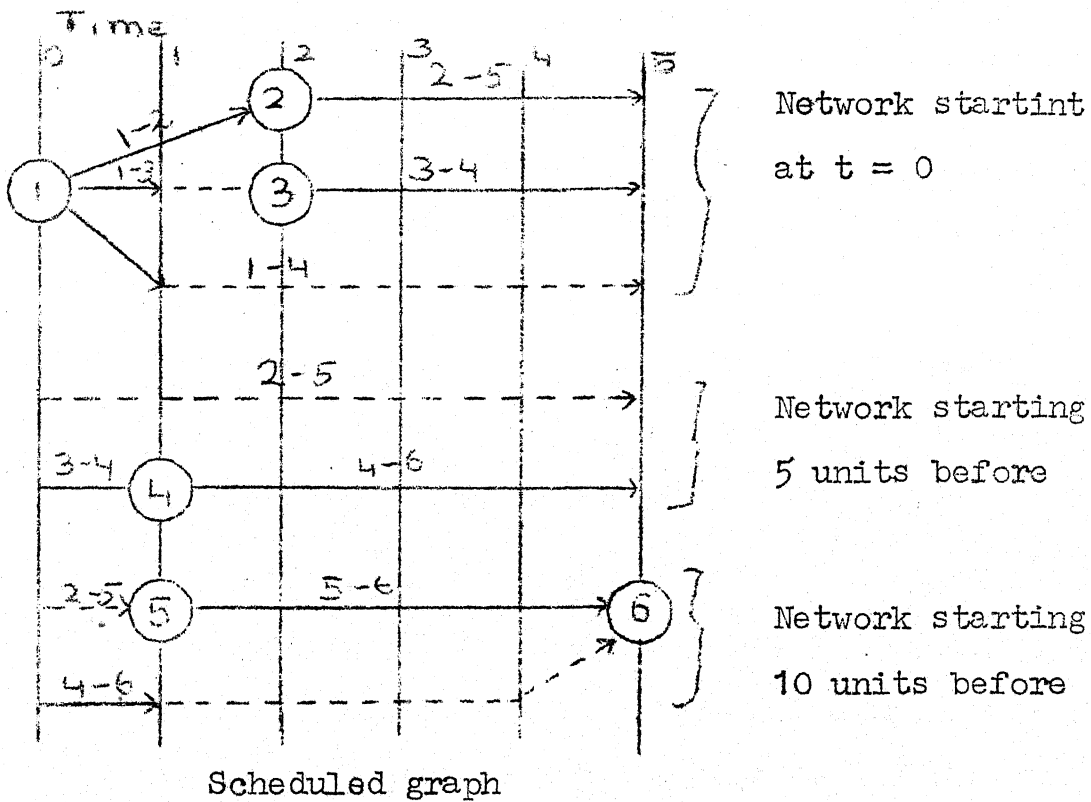 Time
0 1 2 3 4 5
2-5
Network startint
1-2
2
1-3
3-4
at t = 0
1
3
1-4
2-5
Network starting
3-4
4-6
5 units before
4
2-5
5-6
5
6
Network starting
4-6
10 units before
Scheduled graph